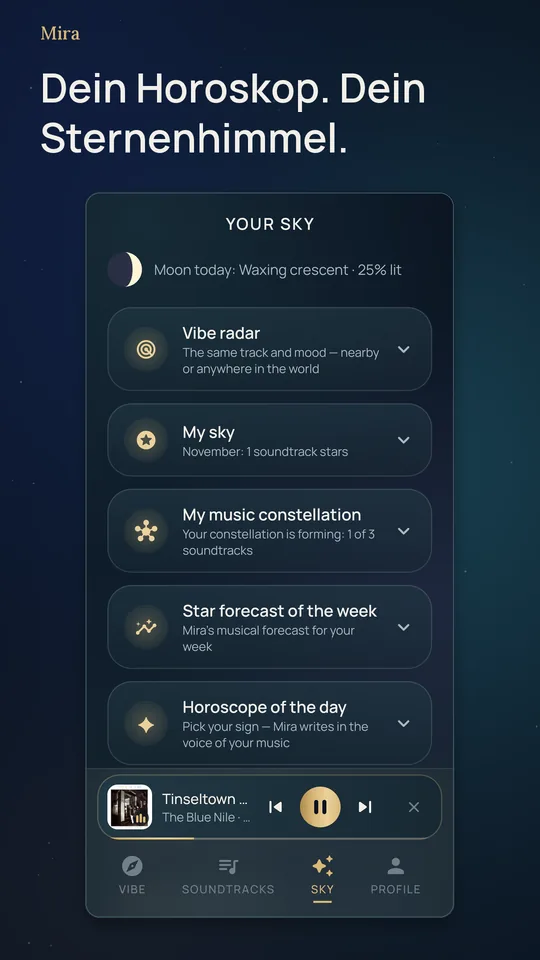 Mira
Dein Horoskop. Dein
Sternenhimmel.
YOUR SKY
Moon today: Waxing crescent · 25% lit
Vibe radar
The same track and mood — nearby
or anywhere in the world
My sky
November: 1 soundtrack stars
My music constellation
Your constellation is forming: 1 of 3
soundtracks
Star forecast of the week
Mira's musical forecast for your
week
Horoscope of the day
Pick your sign — Mira writes in the
voice of your music
Tinseltown ...
The Blue Nile · ...
VIBE
SOUNDTRACKS
SKY
PROFILE